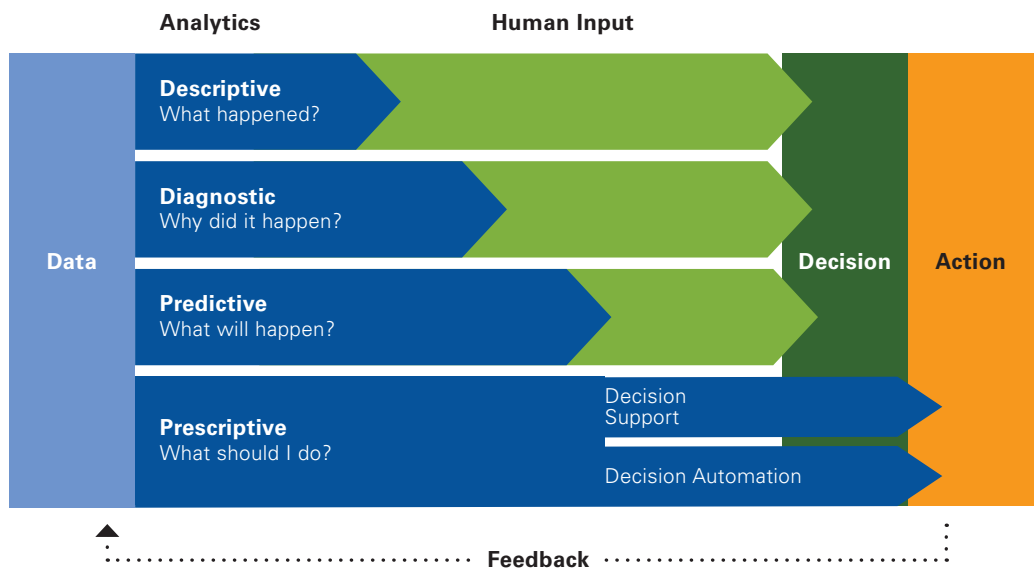 Analytics
Human Input
Descriptive
What happened?
Diagnostic
Why did it happen?
Data
Decision
Action
Predictive
What will happen?
Decision
Support
Prescriptive
What should I do?
Decision Automation
Feedback